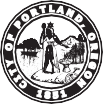 CITY OF PORTLAND, OREGON
1851